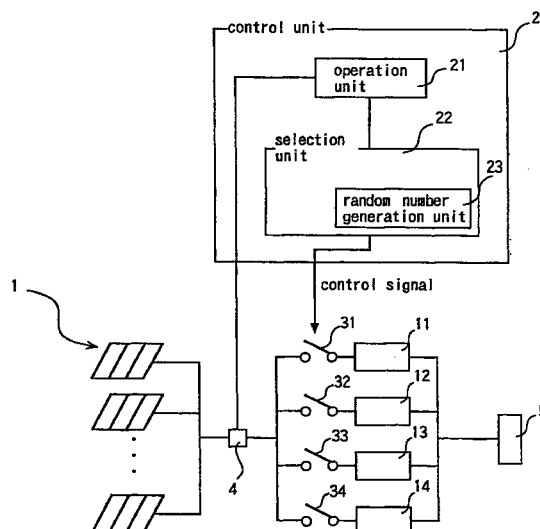 control unit
2
operation
unit
21
22
selection
unit
23
random number
generation unit
control signal
1
31
11
32
12
33
13
4
34
14